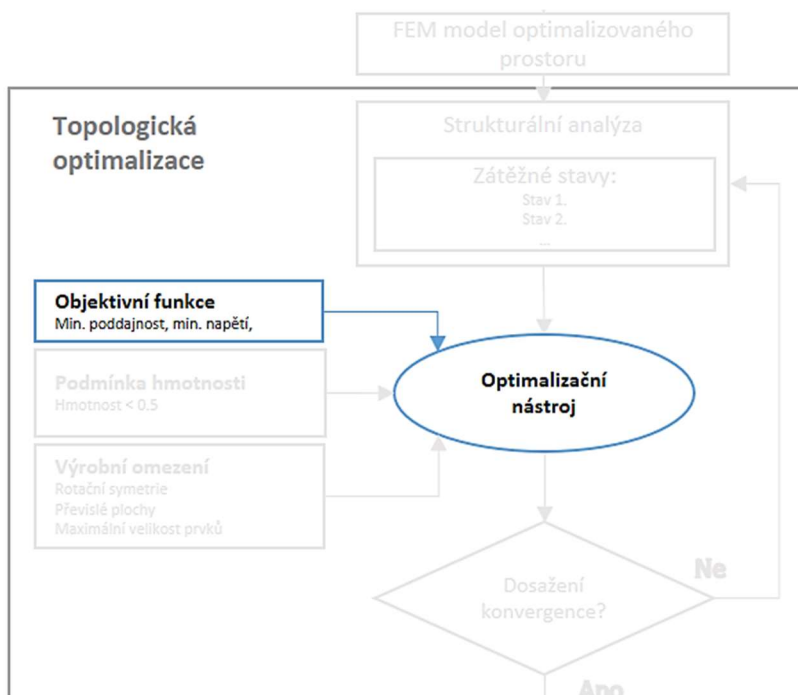 FEM model optimalizovaného
prostoru
Topologická
optimalizace
Strukturální analýza
Zátěžné stavy:
Stav 1.
Stav 2.
...
Objektivní funkce
Min. poddajnost, min. napětí,
Podmínka hmotnosti
Hmotnost < 0.5
Výrobní omezení
Rotační symetrie
Převislé plochy
Maximální velikost prvků
Optimalizační
nástroj
Dosažení
konvergence?
Ne
Ano